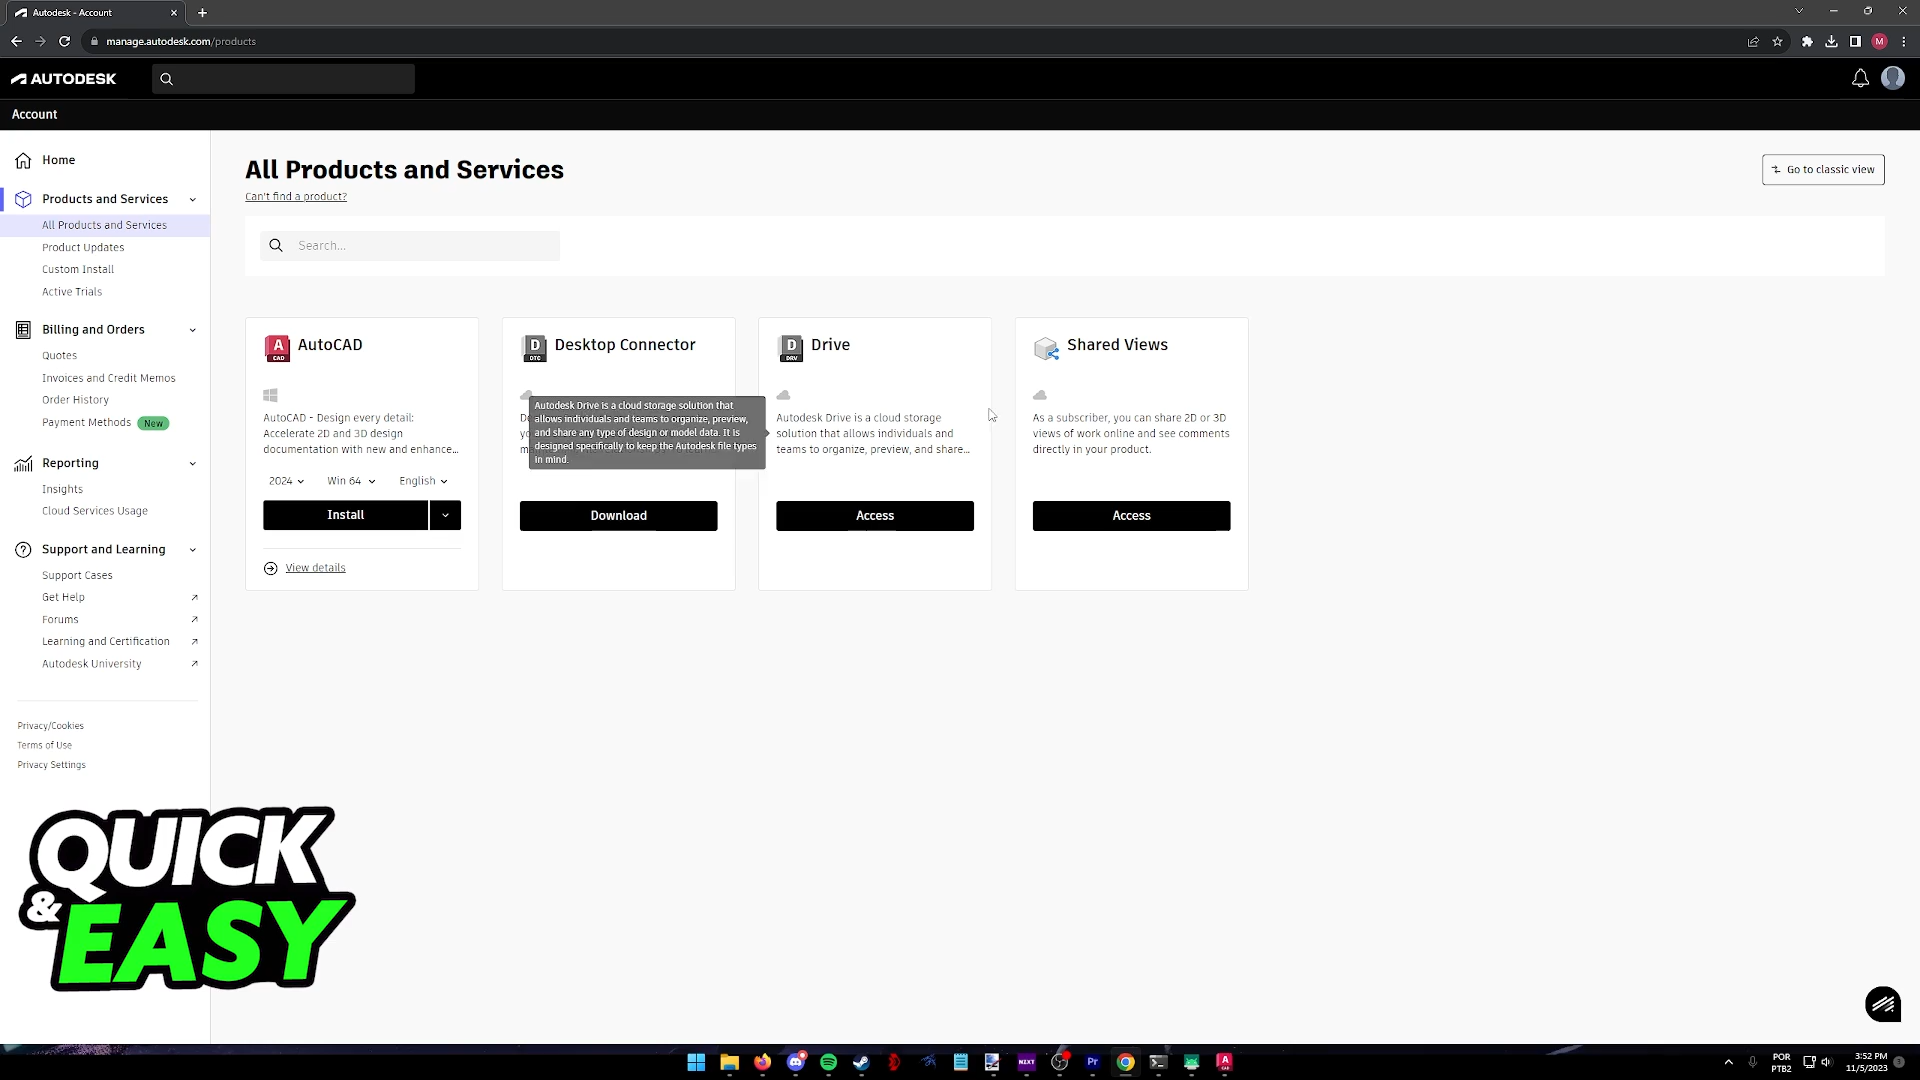 Autodesk - Account
manage.autodesk.com/products
M
AUTODESK
Account
Home
Products and Services
All Products and Services
Product Updates
Custom Install
Active Trials
Billing and Orders
Quotes
Invoices and Credit Memos
Order History
Payment Methods New
Reporting
Insights
Cloud Services Usage
Support and Learning
Support Cases
Get Help
Forums
Learning and Certification
Autodesk University
Privacy/Cookies
Terms of Use
Privacy Settings
All Products and Services
Can't find a product?
Go to classic view
Search...
A CAD AutoCAD
AutoCAD - Design every detail:
Accelerate 2D and 3D design
documentation with new and enhance...
2024 Win 64 English
Install
View details
D DTC Desktop Connector
Autodesk Drive is a cloud storage solution that
allows individuals and teams to organize, preview,
and share any type of design or model data. It is
designed specifically to keep the Autodesk file types
in mind.
Download
D DRV Drive
Autodesk Drive is a cloud storage
solution that allows individuals and
teams to organize, preview, and share...
Access
Shared Views
As a subscriber, you can share 2D or 3D
views of work online and see comments
directly in your product.
Access
QUICK
& EASY
NZXT
Pr
A CAD
POR
PTB2
3:52 PM
11/5/2023